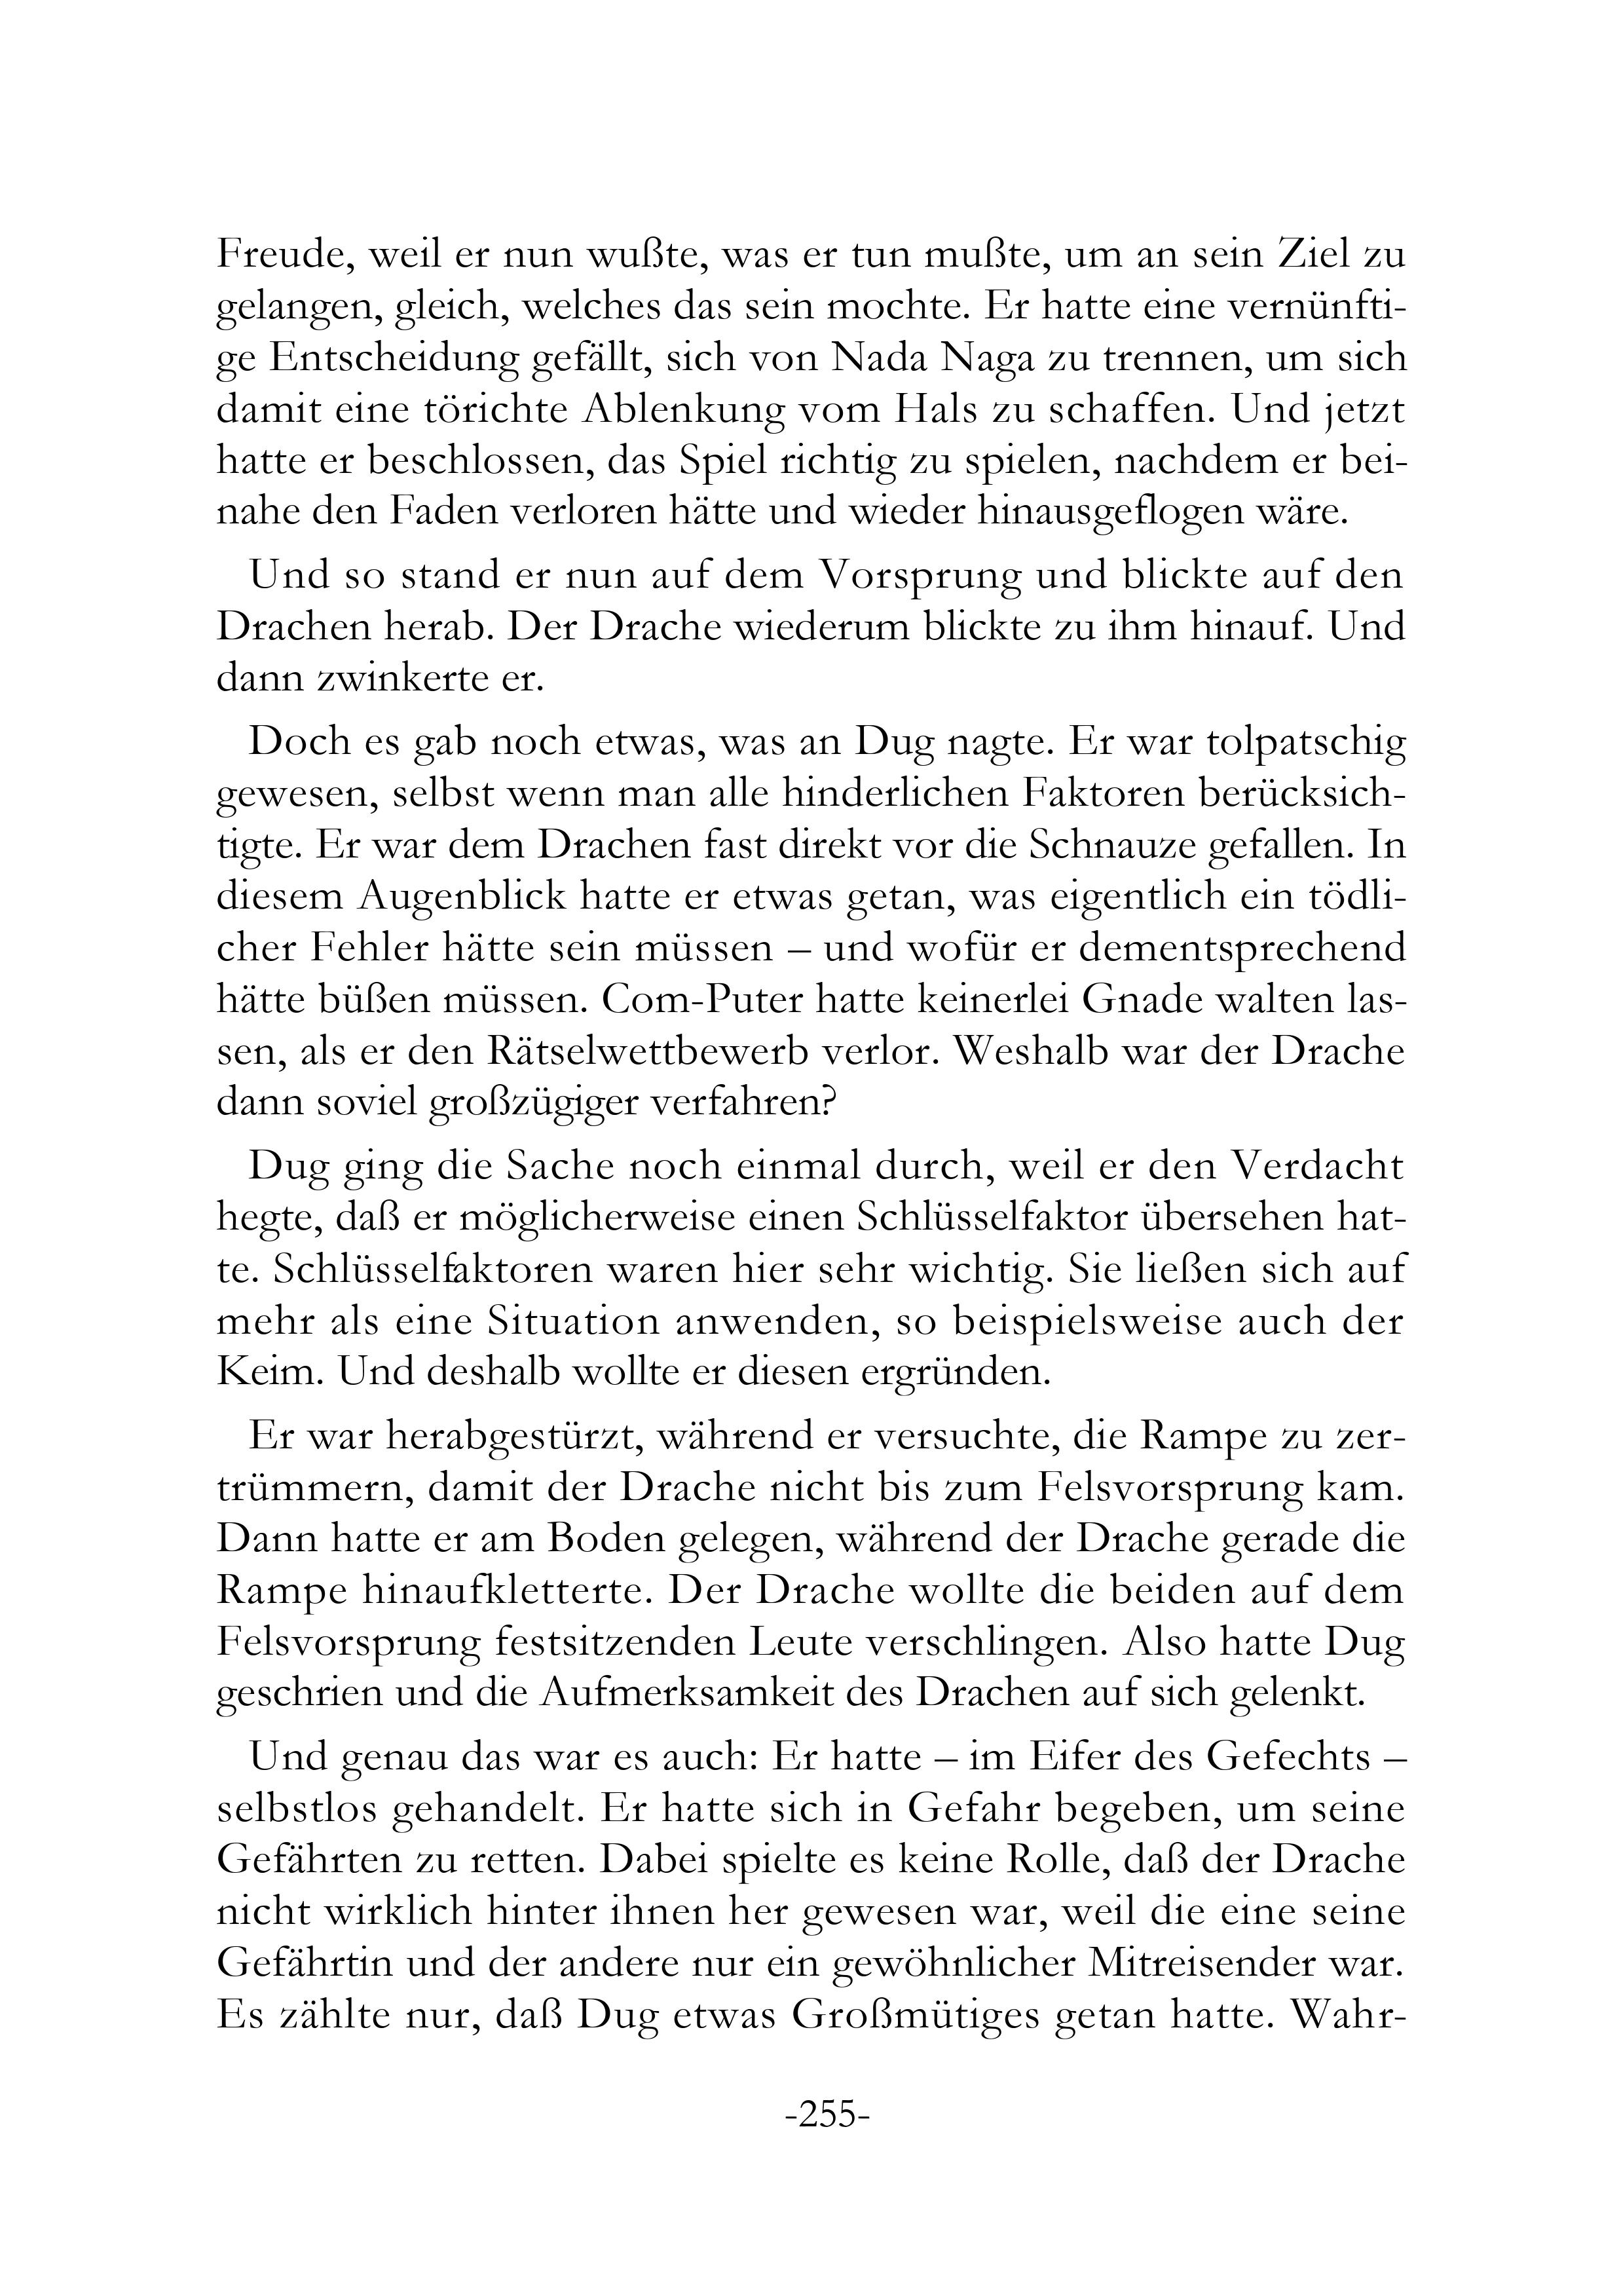 Freude, weil er nun wußte, was er tun mußte, um an sein Ziel zu
gelangen, gleich, welches das sein mochte. Er hatte eine vernünfti-
ge Entscheidung gefällt, sich von Nada Naga zu trennen, um sich
damit eine törichte Ablenkung vom Hals zu schaffen. Und jetzt
hatte er beschlossen, das Spiel richtig zu spielen, nachdem er bei-
nahe den Faden verloren hätte und wieder hinausgeflogen wäre.
Und so stand er nun auf dem Vorsprung und blickte auf den
Drachen herab. Der Drache wiederum blickte zu ihm hinauf. Und
dann zwinkerte er.
Doch es gab noch etwas, was an Dug nagte. Er war tolpatschig
gewesen, selbst wenn man alle hinderlichen Faktoren berücksich-
tigte. Er war dem Drachen fast direkt vor die Schnauze gefallen. In
diesem Augenblick hatte er etwas getan, was eigentlich ein tödli-
cher Fehler hätte sein müssen – und wofür er dementsprechend
hätte büßen müssen. Com-Puter hatte keinerlei Gnade walten las-
sen, als er den Rätselwettbewerb verlor. Weshalb war der Drache
dann soviel großzügiger verfahren?
Dug ging die Sache noch einmal durch, weil er den Verdacht
hegte, daß er möglicherweise einen Schlüsselfaktor übersehen hat-
te. Schlüsselfaktoren waren hier sehr wichtig. Sie ließen sich auf
mehr als eine Situation anwenden, so beispielsweise auch der
Keim. Und deshalb wollte er diesen ergründen.
Er war herabgestürzt, während er versuchte, die Rampe zu zer-
trümmern, damit der Drache nicht bis zum Felsvorsprung kam.
Dann hatte er am Boden gelegen, während der Drache gerade die
Rampe hinaufkletterte. Der Drache wollte die beiden auf dem
Felsvorsprung festsitzenden Leute verschlingen. Also hatte Dug
geschrien und die Aufmerksamkeit des Drachen auf sich gelenkt.
Und genau das war es auch: Er hatte – im Eifer des Gefechts –
selbstlos gehandelt. Er hatte sich in Gefahr begeben, um seine
Gefährten zu retten. Dabei spielte es keine Rolle, daß der Drache
nicht wirklich hinter ihnen her gewesen war, weil die eine seine
Gefährtin und der andere nur ein gewöhnlicher Mitreisender war.
Es zählte nur, daß Dug etwas Großmütiges getan hatte. Wahr-
-255-